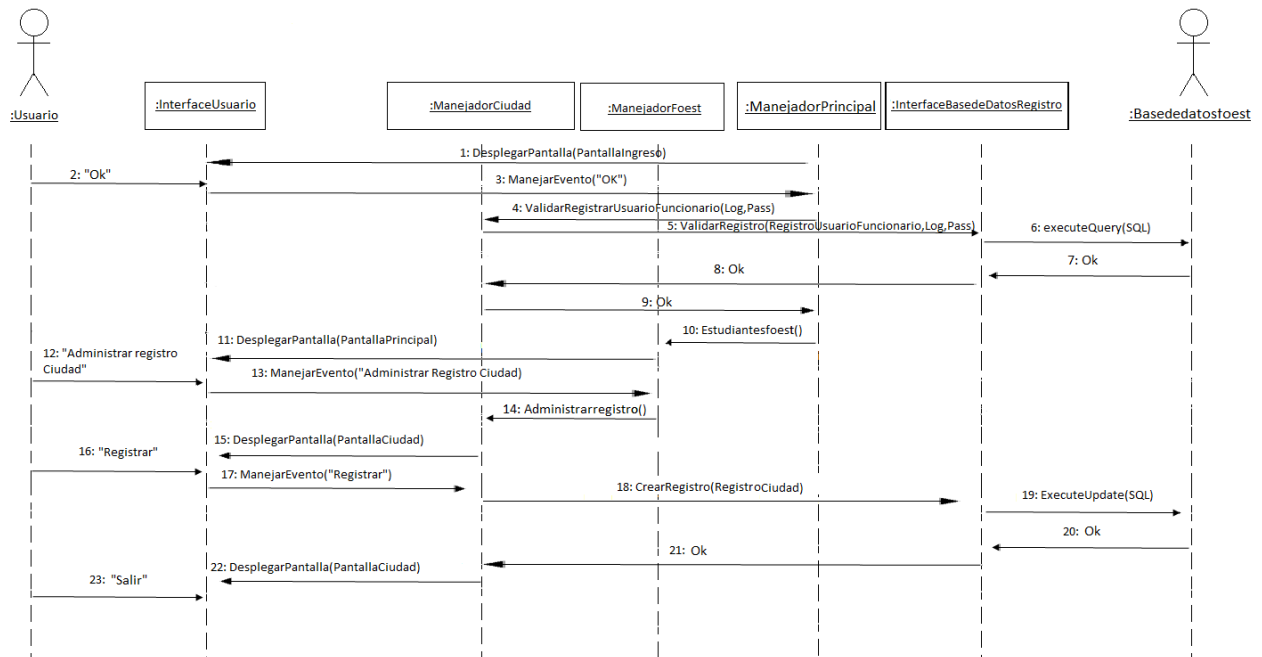 :Usuario
:InterfaceUsuario
:ManejadorCiudad
:ManejadorFoest
:ManejadorPrincipal
:InterfaceBasedeDatosRegistro
:Basededatosfoest
1: DesplegarPantalla(PantallaIngreso)
2: "Ok"
3: ManejarEvento("OK")
4: ValidarRegistrarUsuarioFuncionario(Log,Pass)
5: ValidarRegistro(RegistroUsuarioFuncionario,Log,Pass)
6: executeQuery(SQL)
7: Ok
8: Ok
9: Ok
10: Estudiantesfoest()
11: DesplegarPantalla(PantallaPrincipal)
12: "Administrar registro
Ciudad"
13: ManejarEvento("Administrar Registro Ciudad)
14: Administrarregistro()
15: DesplegarPantalla(PantallaCiudad)
16: "Registrar"
17: ManejarEvento("Registrar")
18: CrearRegistro(RegistroCiudad)
19: ExecuteUpdate(SQL)
20: Ok
21: Ok
22: DesplegarPantalla(PantallaCiudad)
23: "Salir"